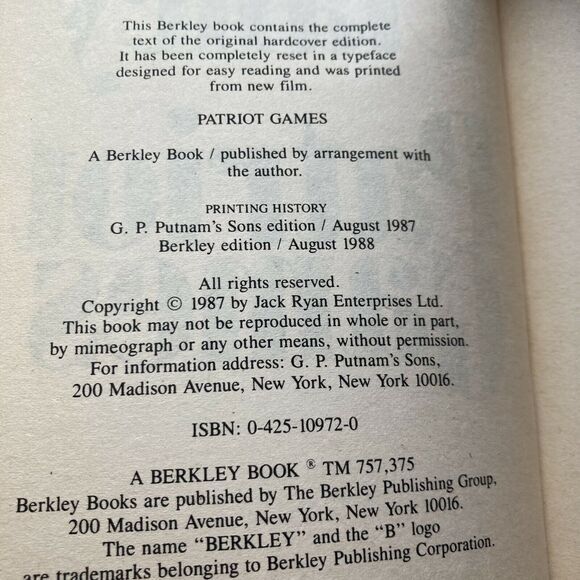 This Berkley book contains the complete
text of the original hardcover edition.
It has been completely reset in a typeface
designed for easy reading and was printed
from new film.
PATRIOT GAMES
A Berkley Book / published by arrangement with
the author.
PRINTING HISTORY
G. P. Putnam's Sons edition / August 1987
Berkley edition / August 1988
All rights reserved.
Copyright © 1987 by Jack Ryan Enterprises Ltd.
This book may not be reproduced in whole or in part,
by mimeograph or any other means, without permission.
For information address: G. P. Putnam's Sons,
200 Madison Avenue, New York, New York 10016.
ISBN: 0-425-10972-0
A BERKLEY BOOK ® TM 757,375
Berkley Books are published by The Berkley Publishing Group,
200 Madison Avenue, New York, New York 10016.
The name "BERKLEY" and the "B" logo
are trademarks belonging to Berkley Publishing Corporation.